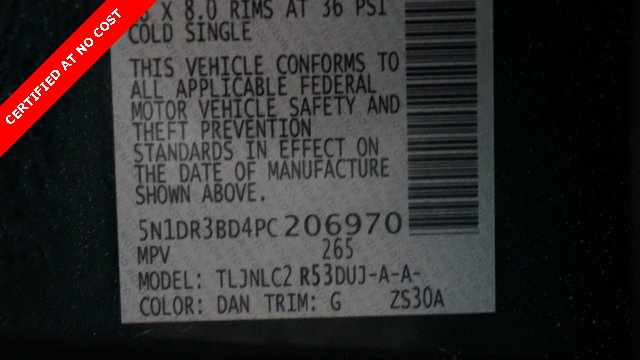 CERTIFIED AT NO COST
X 8.0 RIMS AT 36 PSI
COLD SINGLE
THIS VEHICLE CONFORMS TO
ALL APPLICABLE FEDERAL
MOTOR VEHICLE SAFETY AND
THEFT PREVENTION
STANDARDS IN EFFECT ON
THE DATE OF MANUFACTURE
SHOWN ABOVE.
5N1DR3BD4PC206970
MPV 265
MODEL: TLJNLC2 R53DUJ-A-A-
COLOR: DAN TRIM: G ZS30A